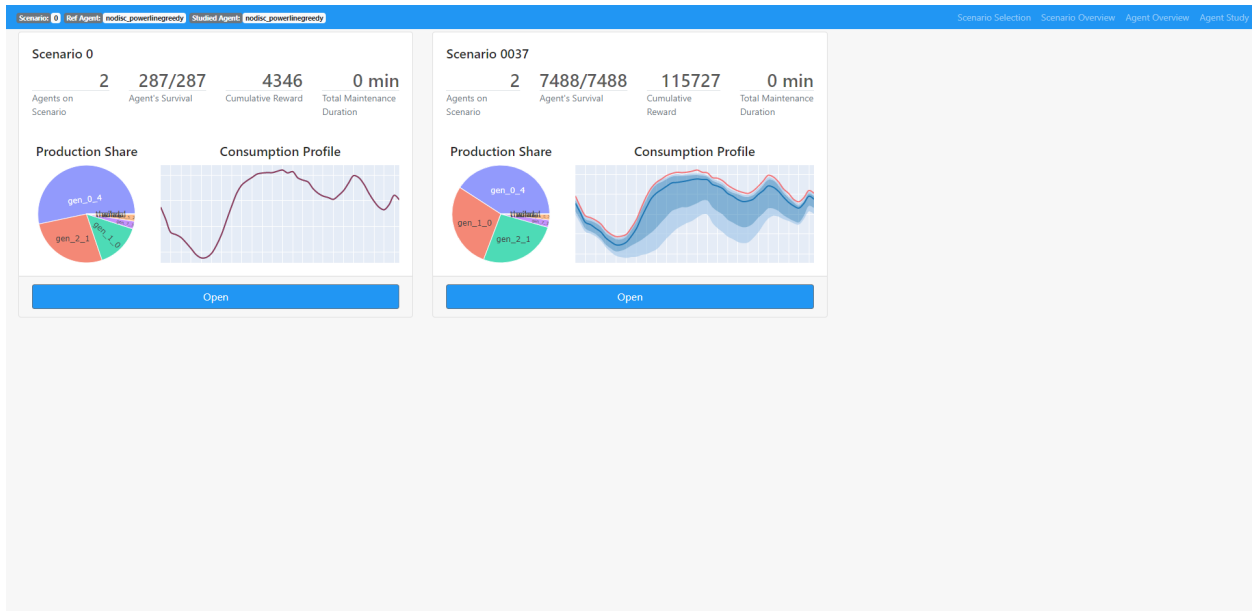 Scenario: 0 Ref Agent: nodisc_powerlinegreedy Studied Agent: nodisc_powerlinegreedy Scenario Selection Scenario Overview Agent Overview Agent Study
Scenario 0
2 287/287 4346 0 min
Agents on Scenario Agent's Survival Cumulative Reward Total Maintenance Duration
Production Share Consumption Profile
gen_0_4
gen_2_1
gen_1_0
Open
Scenario 0037
2 7488/7488 115727 0 min
Agents on Scenario Agent's Survival Cumulative Reward Total Maintenance Duration
Production Share Consumption Profile
gen_0_4
gen_1_0
gen_2_1
Open